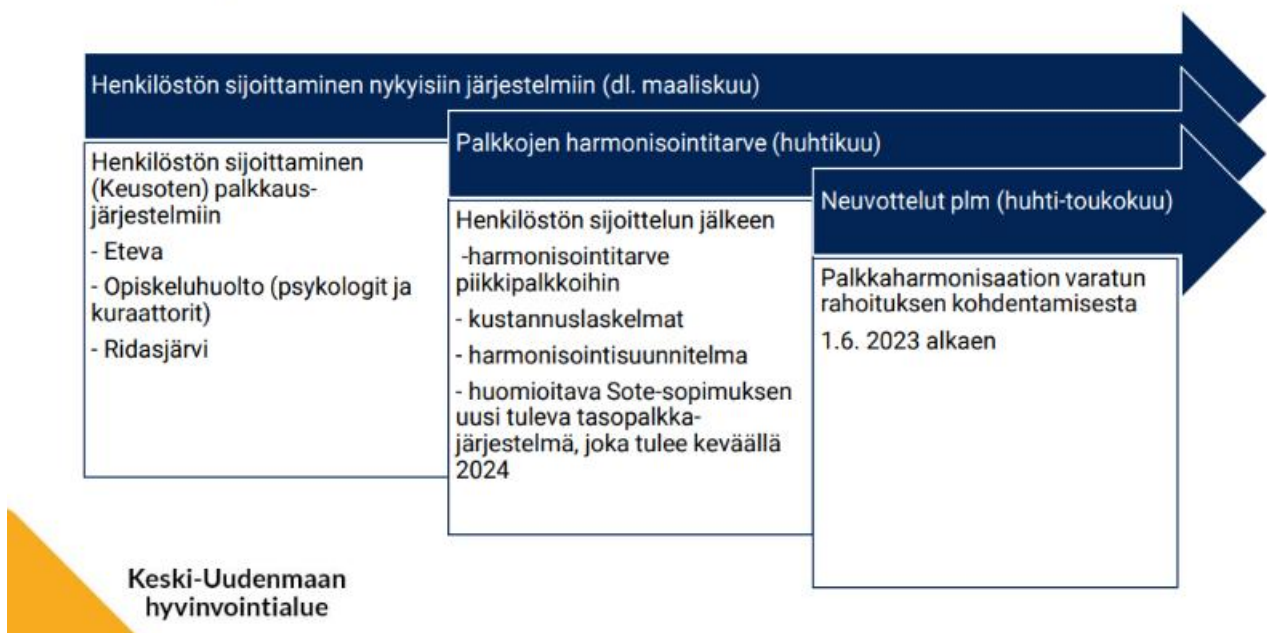 Henkilöstön sijoittaminen nykyisiin järjestelmiin (dl. maaliskuu)
Henkilöstön sijoittaminen
(Keusoten) palkkaus-
järjestelmiin
- Eteva
- Opiskeluhuolto (psykologit ja
kuraattorit)
- Ridasjärvi
Palkkojen harmonisointitarve (huhtikuu)
Henkilöstön sijoittelun jälkeen
-harmonisointitarve
piikkipalkkoihin
- kustannuslaskelmat
- harmonisointisuunnitelma
- huomioitava Sote-sopimuksen
uusi tuleva tasopalkka-
järjestelmä, joka tulee keväällä
2024
Neuvottelut plm (huhti-toukokuu)
Palkkaharmonisaation varatun
rahoituksen kohdentamisesta
1.6. 2023 alkaen
Keski-Uudenmaan
hyvinvointialue